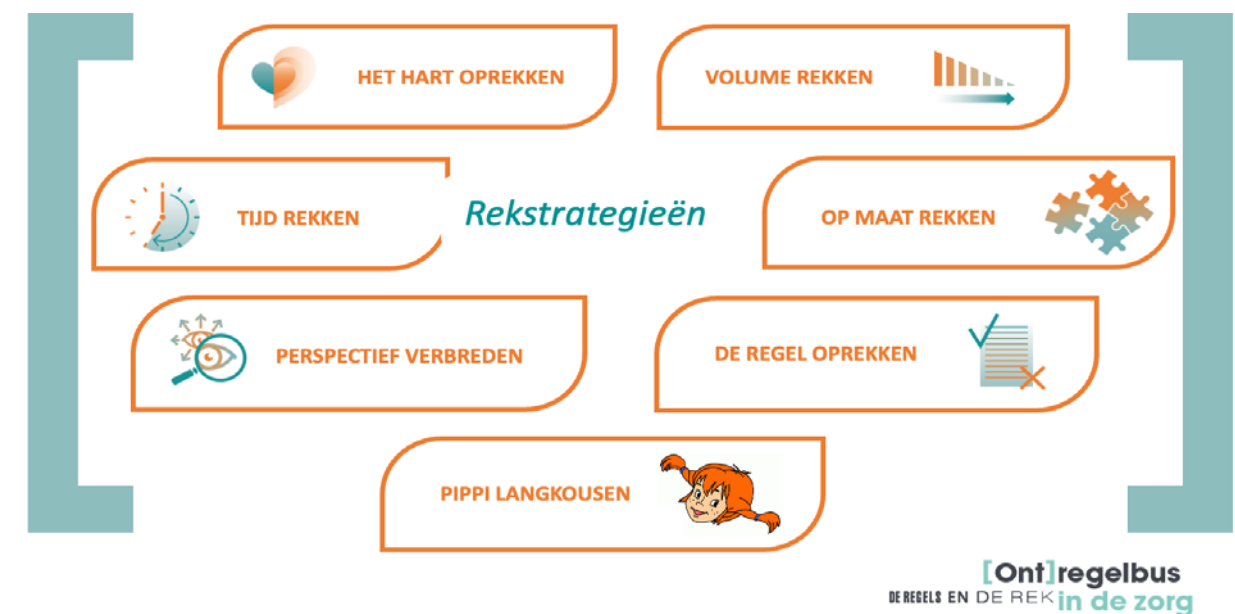 HET HART OPREKKEN
VOLUME REKKEN
TIJD REKKEN
Rekstrategieën
OP MAAT REKKEN
PERSPECTIEF VERBREDEN
DE REGEL OPREKKEN
PIPPI LANGKOUSEN
[Ont]regelbus
DE REGELS EN DE REK in de zorg